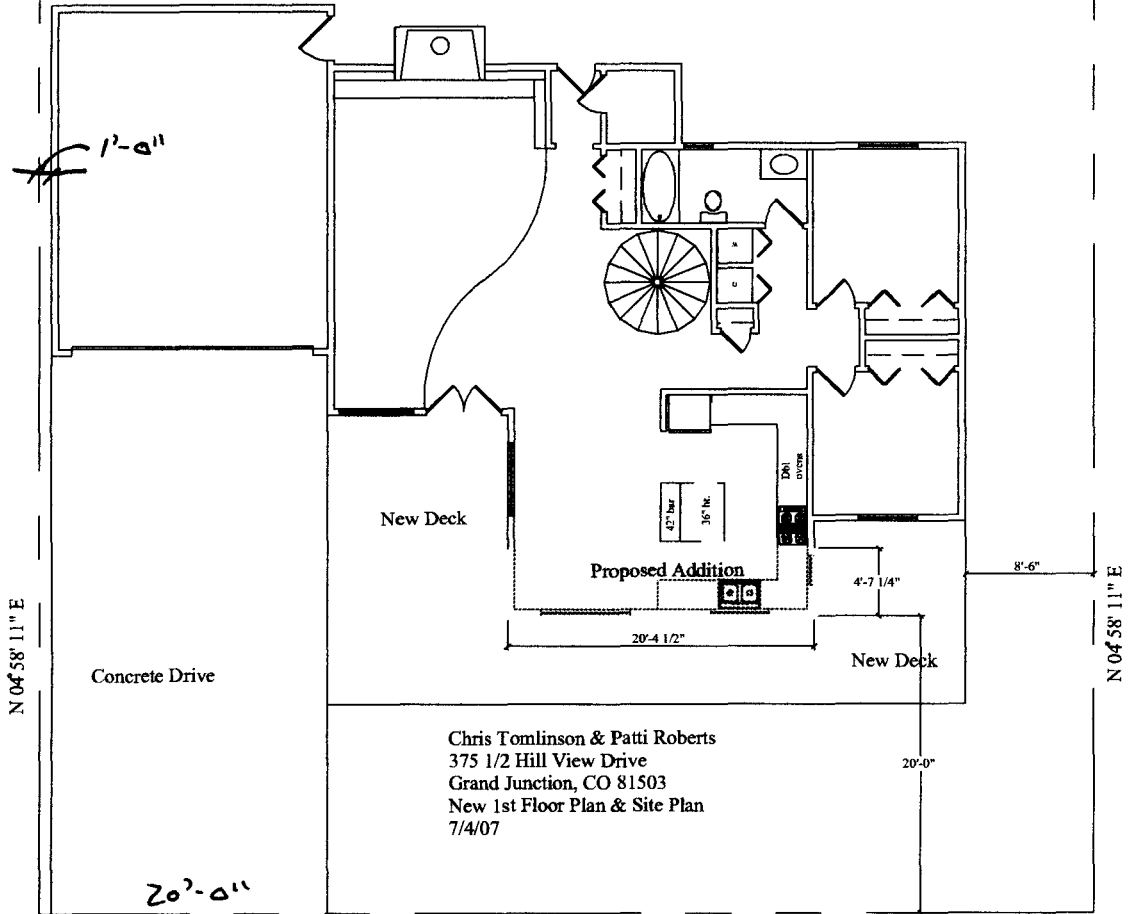 1'-0"
W
D
Dbl
ovens
42" bar
36" ht.
New Deck
Proposed Addition
4'-7 1/4"
8'-6"
N 04° 58' 11" E
N 04° 58' 11" E
20'-4 1/2"
New Deck
Concrete Drive
Chris Tomlinson & Patti Roberts
375 1/2 Hill View Drive
Grand Junction, CO 81503
New 1st Floor Plan & Site Plan
7/4/07
20'-0"
20'-0"